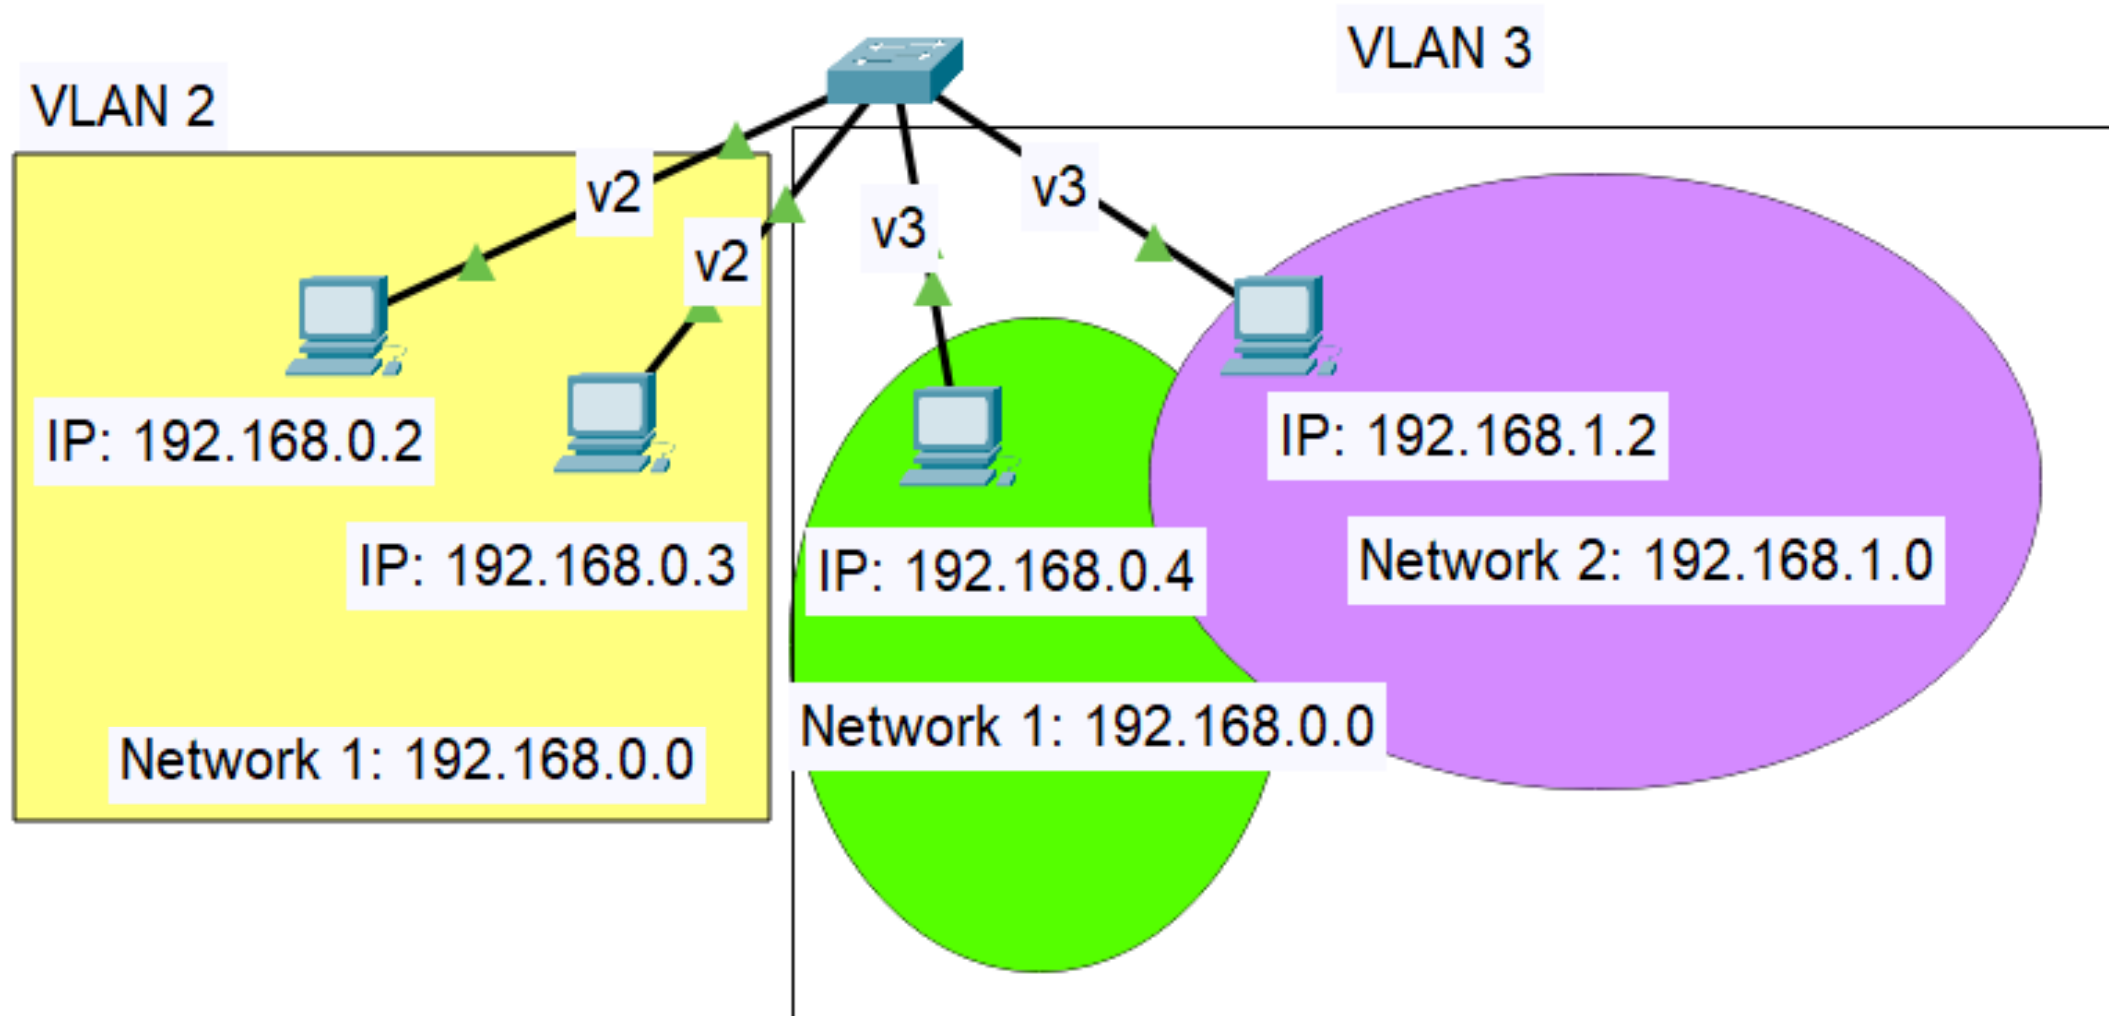 VLAN 3
VLAN 2
v2
v2
v3
v3
IP: 192.168.0.2
IP: 192.168.0.3
IP: 192.168.0.4
IP: 192.168.1.2
Network 2: 192.168.1.0
Network 1: 192.168.0.0
Network 1: 192.168.0.0